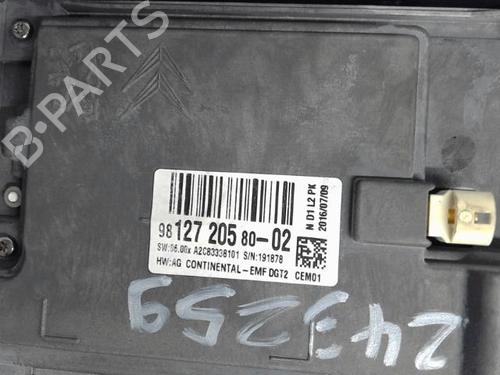 B-PARTS
98 127 205 80-02
SW:06.00x A2C83338101 S/N:191878
HW:AG CONTINENTAL-EMF DGT2 CEM01
N D1 L2 PK
2016/07/09
243259